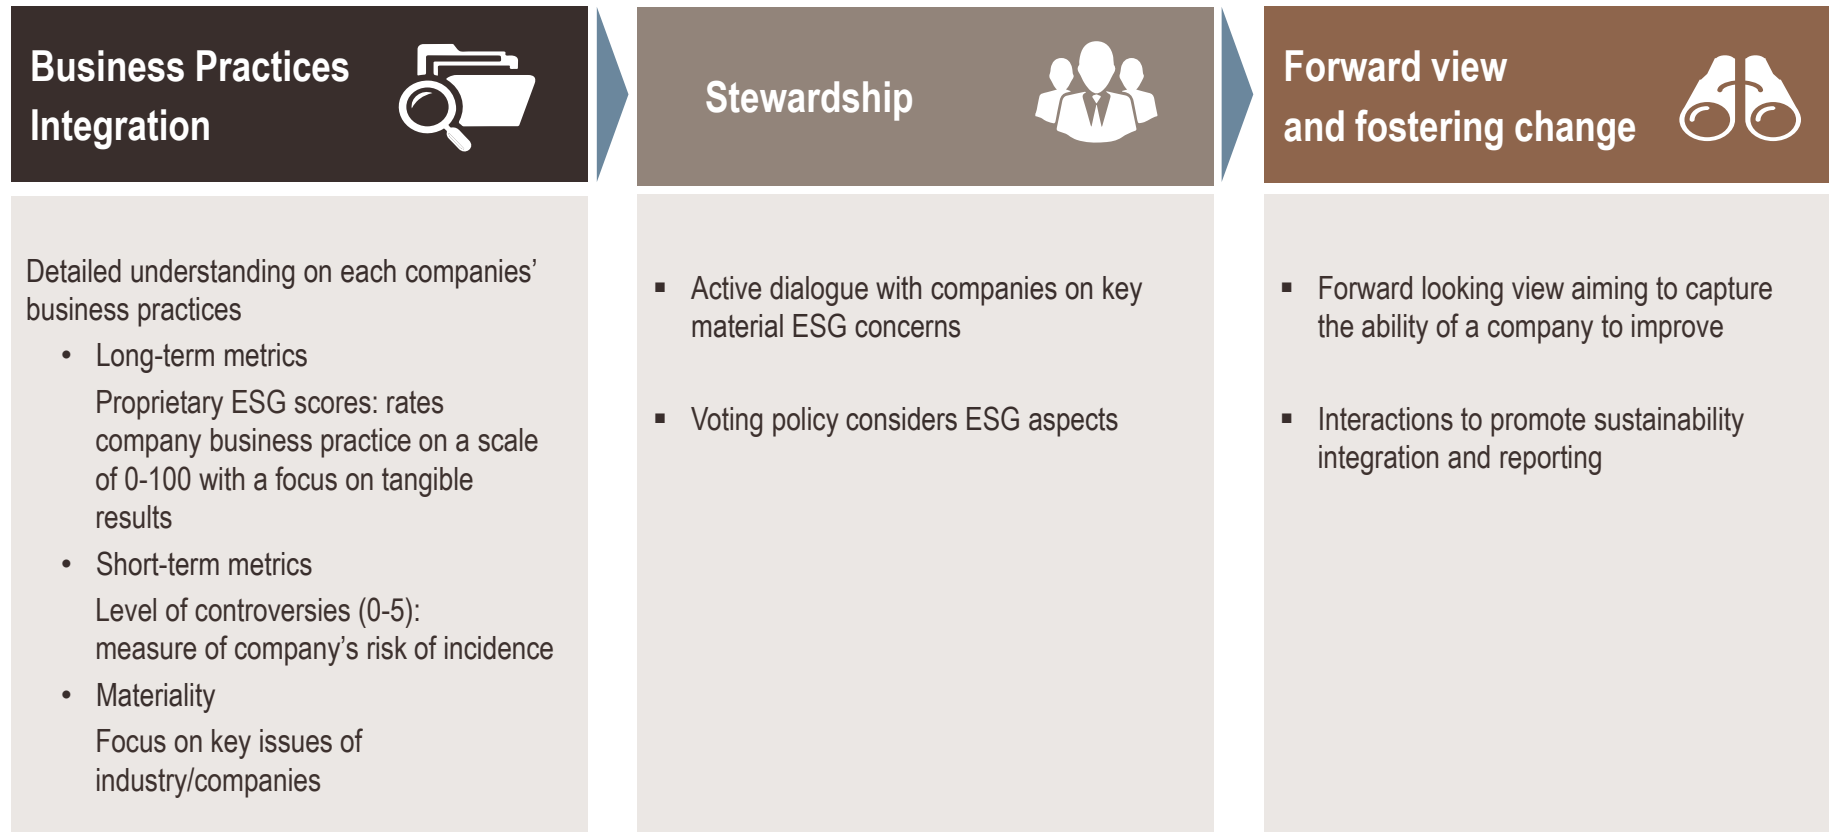 Business Practices
Integration
Detailed understanding on each companies’
business practices
• Long-term metrics
Proprietary ESG scores: rates
company business practice on a scale
of 0-100 with a focus on tangible
results
• Short-term metrics
Level of controversies (0-5):
measure of company’s risk of incidence
• Materiality
Focus on key issues of
industry/companies
Stewardship
▪ Active dialogue with companies on key
material ESG concerns
▪ Voting policy considers ESG aspects
Forward view
and fostering change
▪ Forward looking view aiming to capture
the ability of a company to improve
▪ Interactions to promote sustainability
integration and reporting